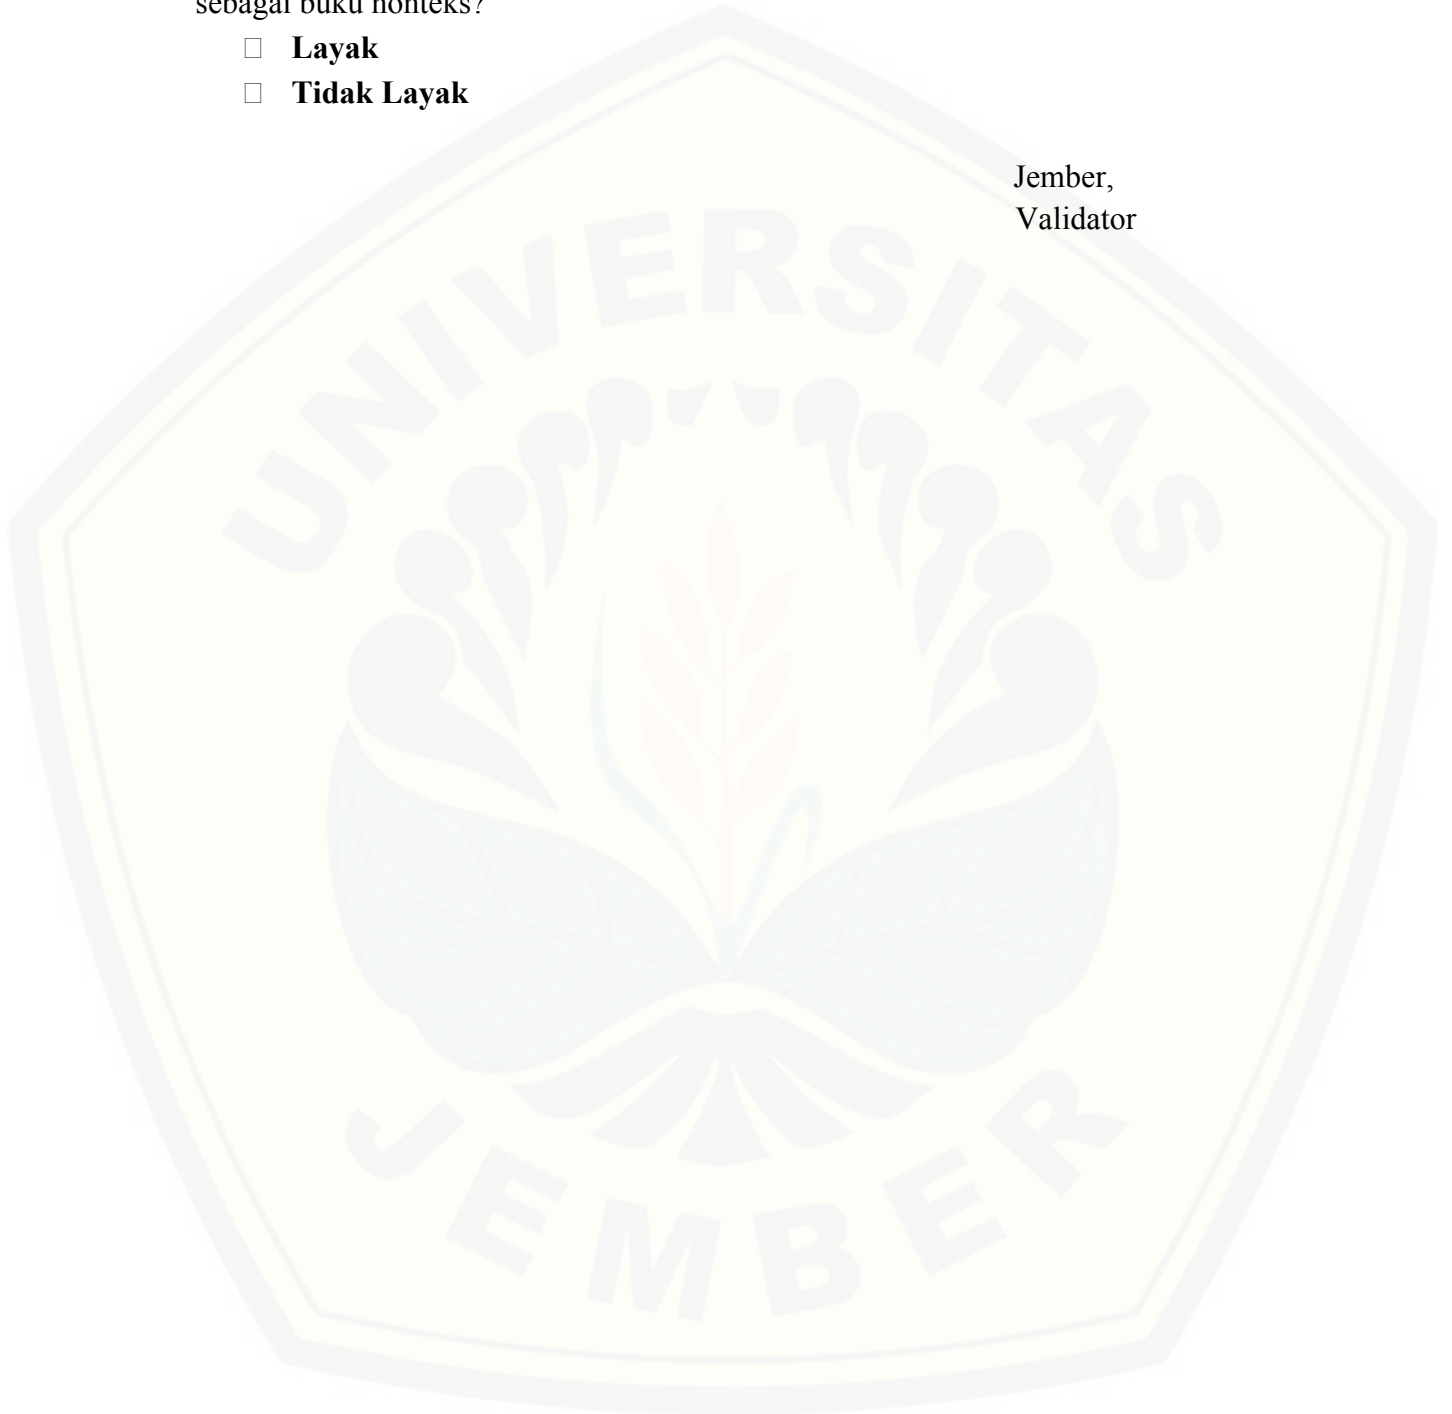 sebagai buku nonteks?
☐ Layak
☐ Tidak Layak
Jember,
Validator
UNIVERSITAS
JEMBER